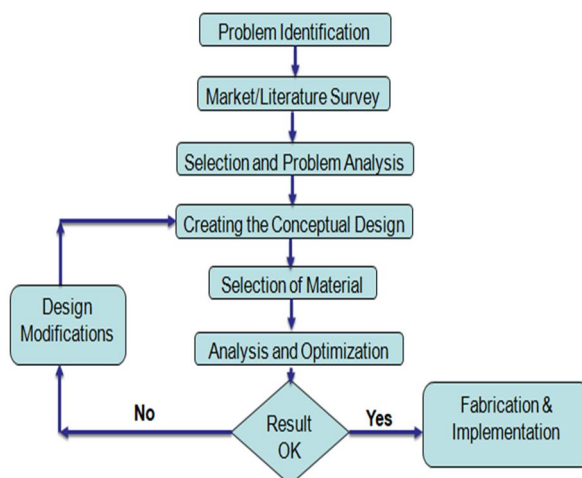 Problem Identification
Market/Literature Survey
Selection and Problem Analysis
Creating the Conceptual Design
Selection of Material
Design
Modifications
Analysis and Optimization
No
Result
OK
Yes
Fabrication &
Implementation